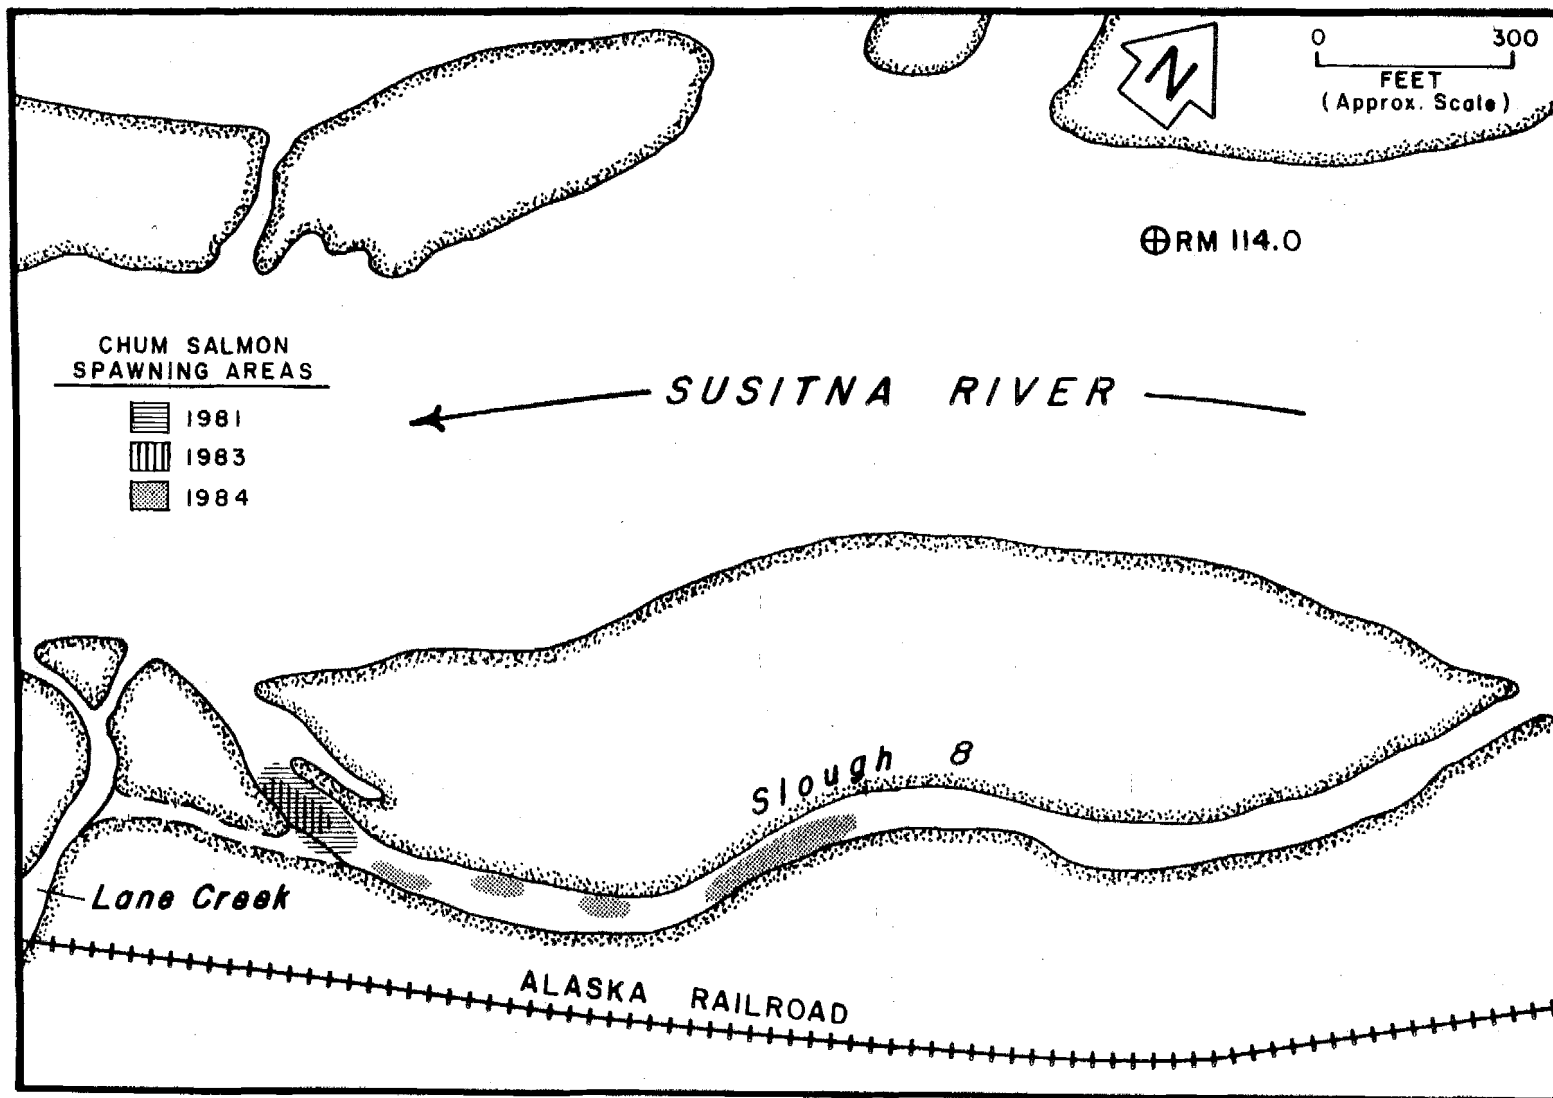 N
0 300
FEET
(Approx. Scale)
⊕RM 114.0
CHUM SALMON
SPAWNING AREAS
1981
1983
1984
SUSITNA RIVER
Slough 8
Lane Creek
ALASKA RAILROAD